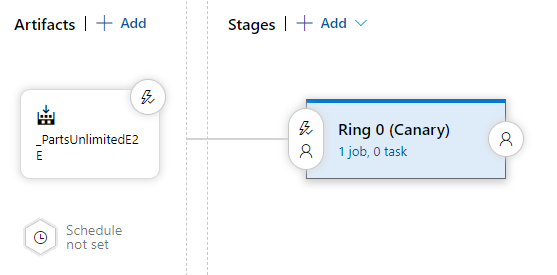 Artifacts | + Add
Stages | + Add
_PartsUnlimitedE2
E
Ring 0 (Canary)
1 job, 0 task
Schedule
not set